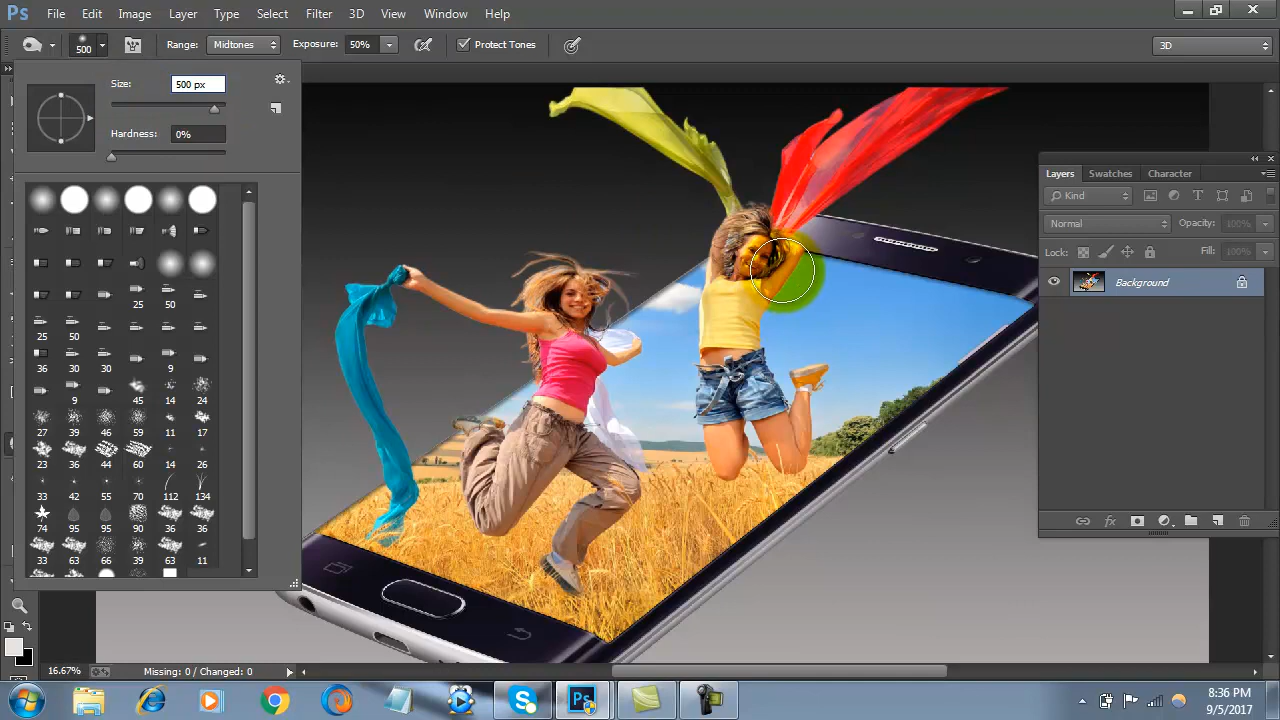 Ps File Edit Image Layer Type Select Filter 3D View Window Help
500 Range: Midtones Exposure: 50% Protect Tones 3D
Size: 500 px
Hardness: 0%
25 50
25 50
36 30 30 9
9 45 14 24
27 39 46 59 11 17
23 36 44 60 14 26
33 42 55 70 112 134
74 95 95 90 36 36
33 63 66 39 63 11
Layers Swatches Character
Kind
Normal Opacity: 100%
Lock: Fill: 100%
Background
16.67% Missing: 0 / Changed: 0
Ps
8:36 PM
9/5/2017